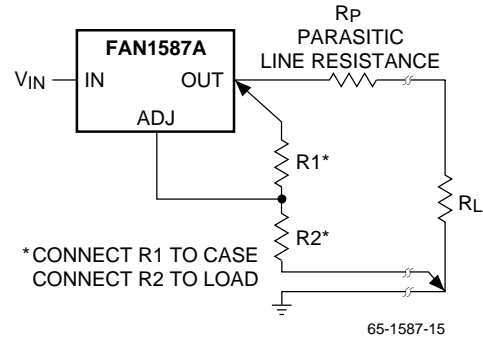 RP
PARASITIC
LINE RESISTANCE
FAN1587A
VIN
IN
OUT
ADJ
R1*
RL
R2*
*CONNECT R1 TO CASE
CONNECT R2 TO LOAD
65-1587-15